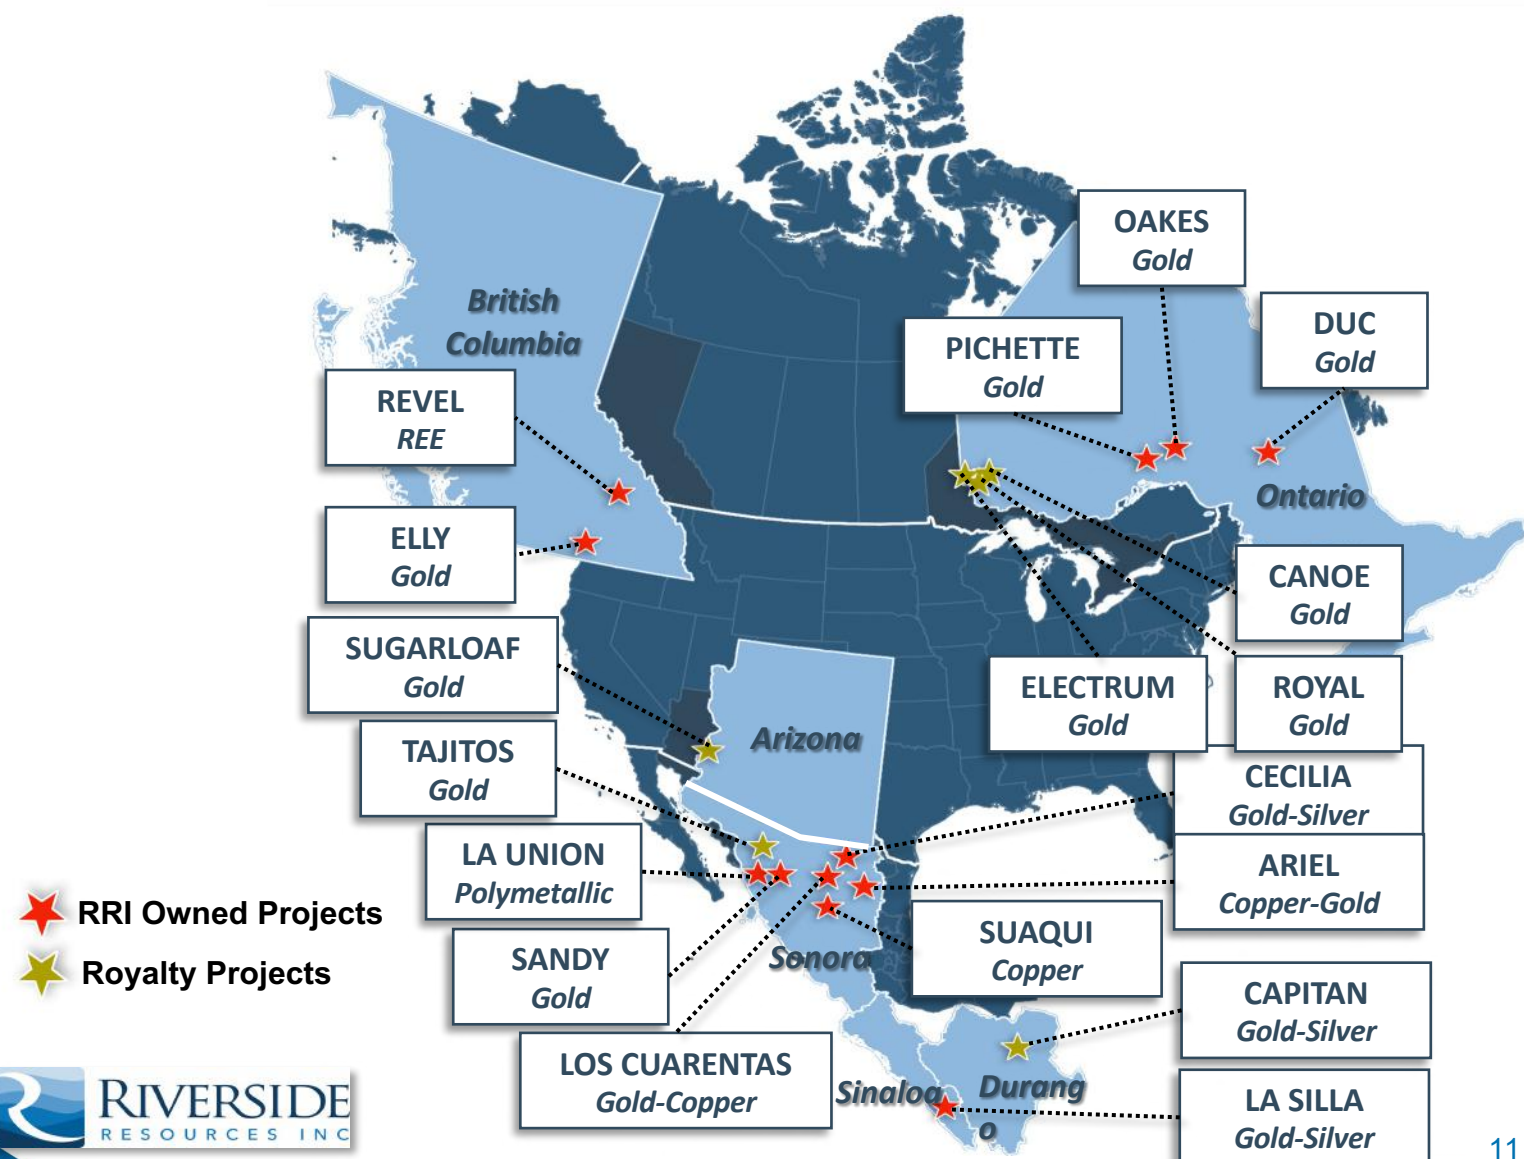 OAKES
Gold
DUC
Gold
PICHETTE
Gold
British
Columbia
REVEL
REE
Ontario
ELLY
Gold
CANOE
Gold
SUGARLOAF
Gold
ELECTRUM
Gold
ROYAL
Gold
Arizona
TAJITOS
Gold
CECILIA
Gold-Silver
LA UNION
Polymetallic
ARIEL
Copper-Gold
RRI Owned Projects
SUAQUI
Copper
SANDY
Gold
Sonora
Royalty Projects
CAPITAN
Gold-Silver
LOS CUARENTAS
Gold-Copper
Sinaloa
Durang
o
LA SILLA
Gold-Silver
RIVERSIDE
RESOURCES INC
11